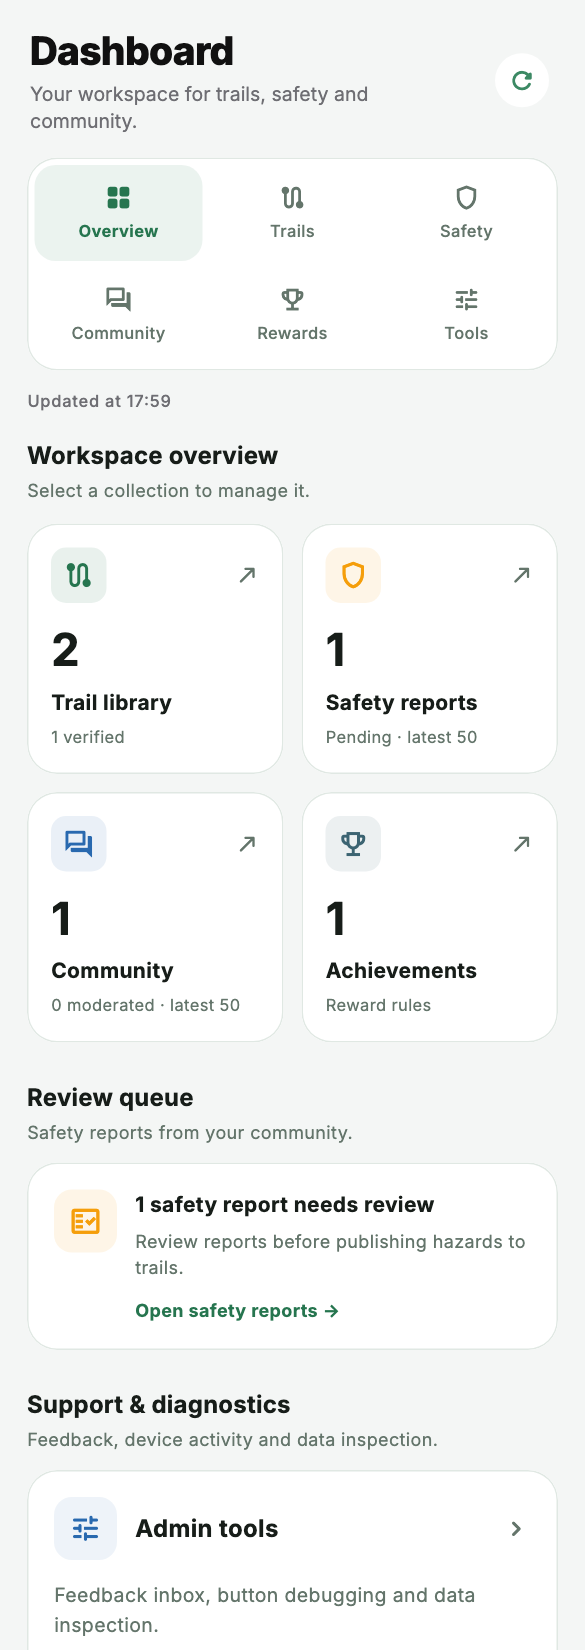 Dashboard
Your workspace for trails, safety and
community.
Overview
Trails
Safety
Community
Rewards
Tools
Updated at 17:59
Workspace overview
Select a collection to manage it.
2
Trail library
1 verified
1
Safety reports
Pending · latest 50
1
Community
0 moderated · latest 50
1
Achievements
Reward rules
Review queue
Safety reports from your community.
1 safety report needs review
Review reports before publishing hazards to
trails.
Open safety reports →
Support & diagnostics
Feedback, device activity and data inspection.
Admin tools
Feedback inbox, button debugging and data
inspection.